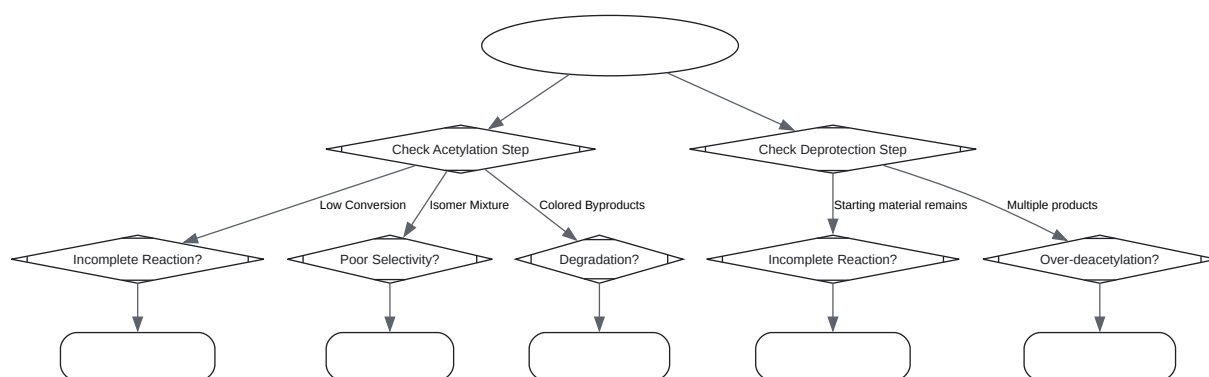 Check Acetylation Step
Check Deprotection Step
Low Conversion
Isomer Mixture
Colored Byproducts
Starting material remains
Multiple products
Incomplete Reaction?
Poor Selectivity?
Degradation?
Incomplete Reaction?
Over-deacetylation?